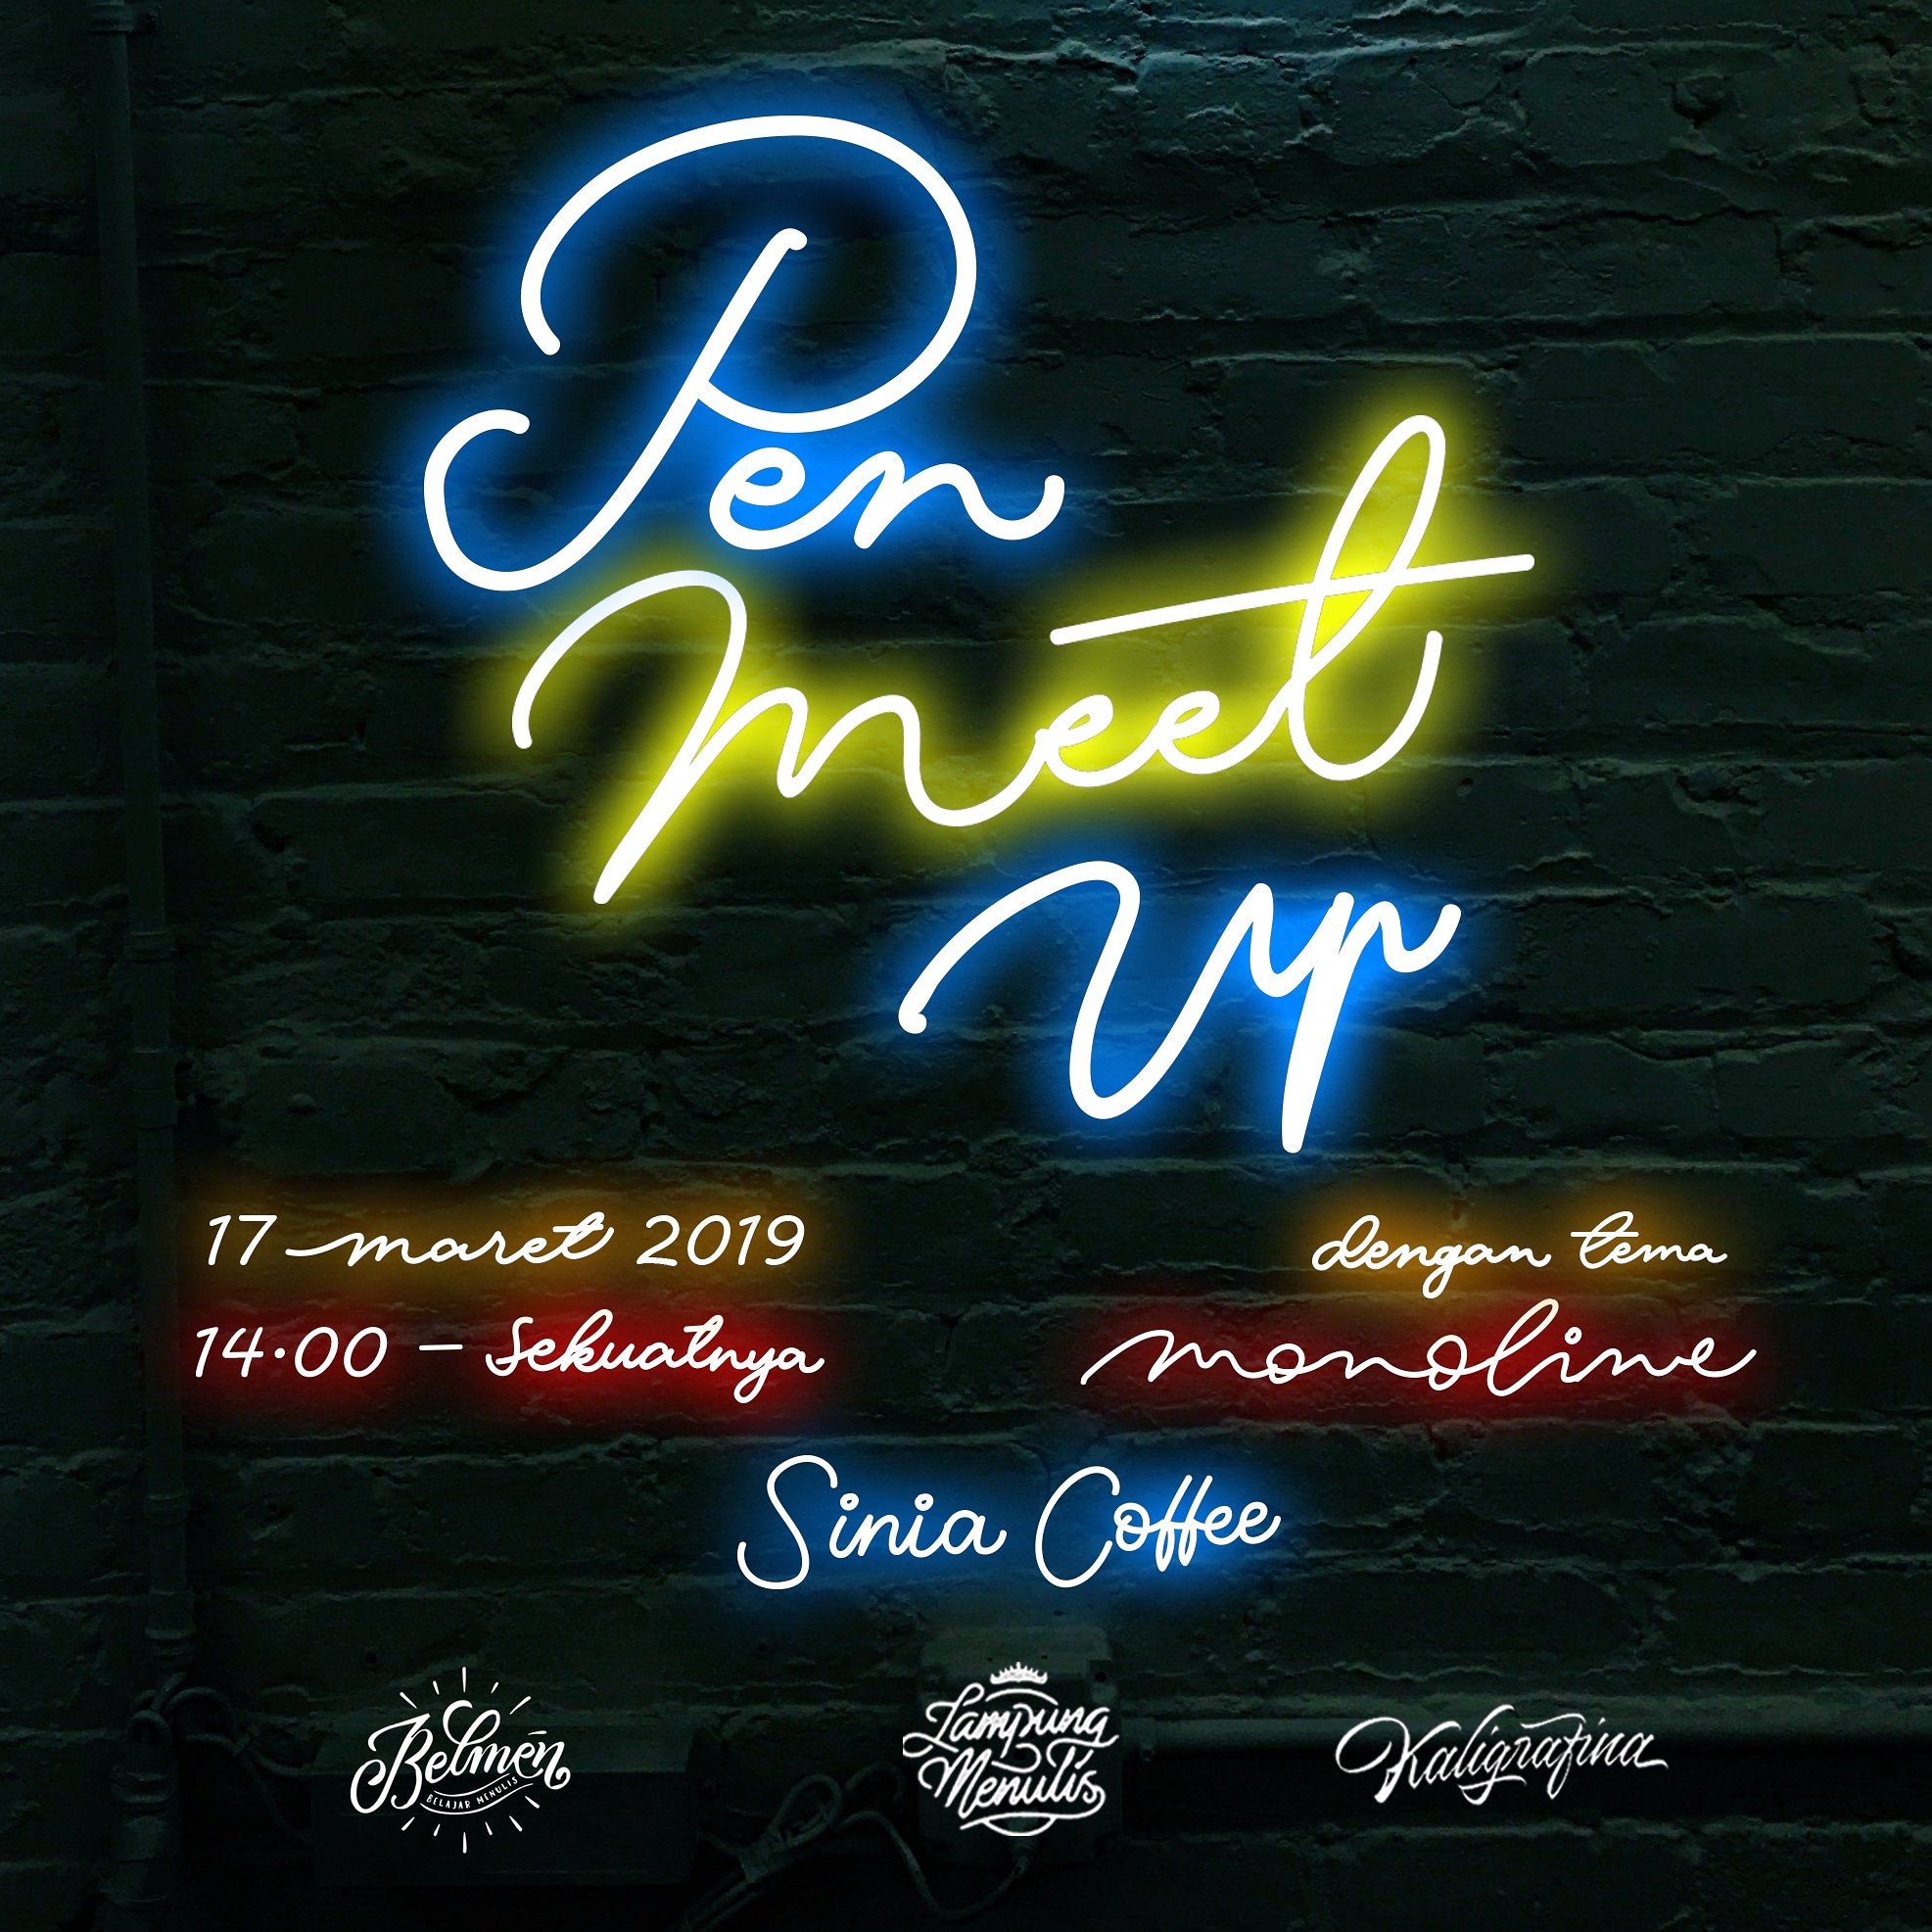 Pen
Meet
Up
17 maret 2019
14.00 - Sekuatnya
dengan tema
monoline
Sinia Coffee
Belmen
BELAJAR MENULIS
Lampung
Menulis
Kaligrafina